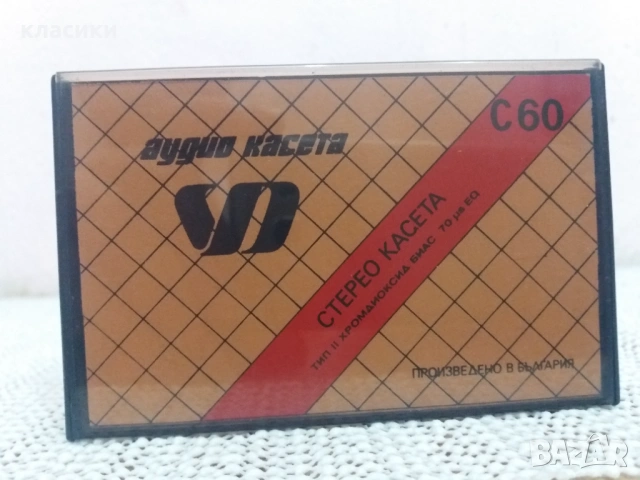 класики
C60
аудио касета
СТЕРЕО КАСЕТА
ТИП II ХРОМДИОКСИД БИАС 70 μs EQ
ПРОИЗВЕДЕНО В БЪЛГАРИЯ
BAZAR